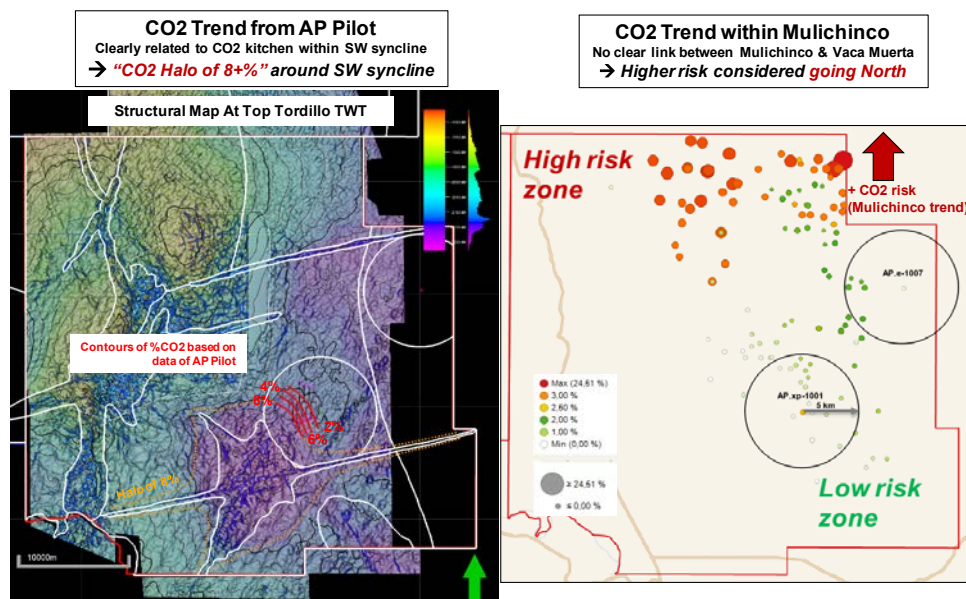 CO2 Trend from AP Pilot
Clearly related to CO2 kitchen within SW syncline
→ “CO2 Halo of 8+%” around SW syncline
Structural Map At Top Tordillo TWT
Contours of %CO2 based on
data of AP Pilot
4%
2%
6%
Halo of 8%
10000m
CO2 Trend within Mulichinco
No clear link between Mulichinco & Vaca Muerta
→ Higher risk considered going North
High risk
zone
+ CO2 risk
(Mulichinco trend)
AP.e-1007
AP.xp-1001
5 km
Max (24,61 %)
3,00 %
2,60 %
2,00 %
1,00 %
Min (0,00 %)
≥ 24,61 %
≤ 0,00 %
Low risk
zone